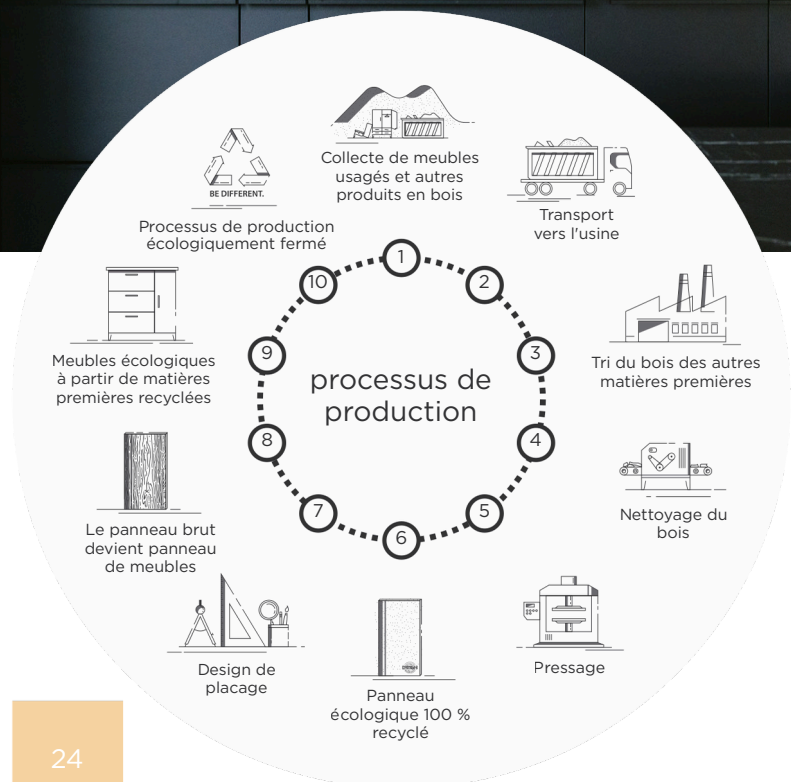 Collecte de meubles
usagés et autres
produits en bois
Transport
vers l'usine
Tri du bois des autres
matières premières
Nettoyage du
bois
Pressage
Panneau
écologique 100 %
recyclé
Design de
placage
Le panneau brut
devient panneau
de meubles
Meubles écologiques
à partir de matières
premières recyclées
BE DIFFERENT.
Processus de production
écologiquement fermé
1
2
3
4
5
6
7
8
9
10
processus de
production
24